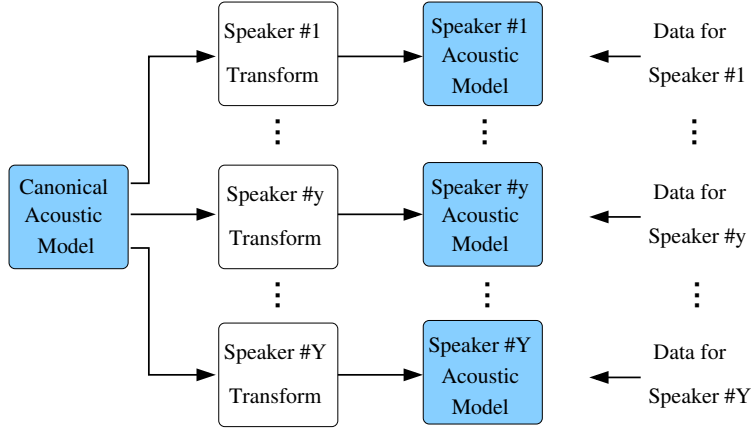 Speaker #1
Transform
Speaker #1
Acoustic
Model
Data for
Speaker #1
Canonical
Acoustic
Model
Speaker #y
Transform
Speaker #y
Acoustic
Model
Data for
Speaker #y
Speaker #Y
Transform
Speaker #Y
Acoustic
Model
Data for
Speaker #Y